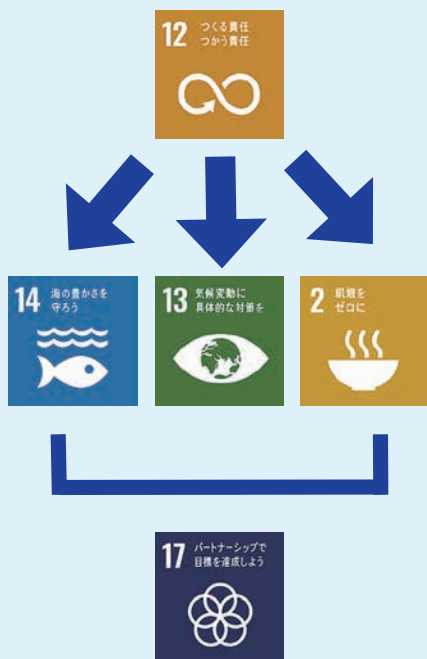 12 つくる責任
つかう責任
14 海の豊かさを
守ろう
13 気候変動に
具体的な対策を
2 飢餓を
ゼロに
17 パートナーシップで
目標を達成しよう